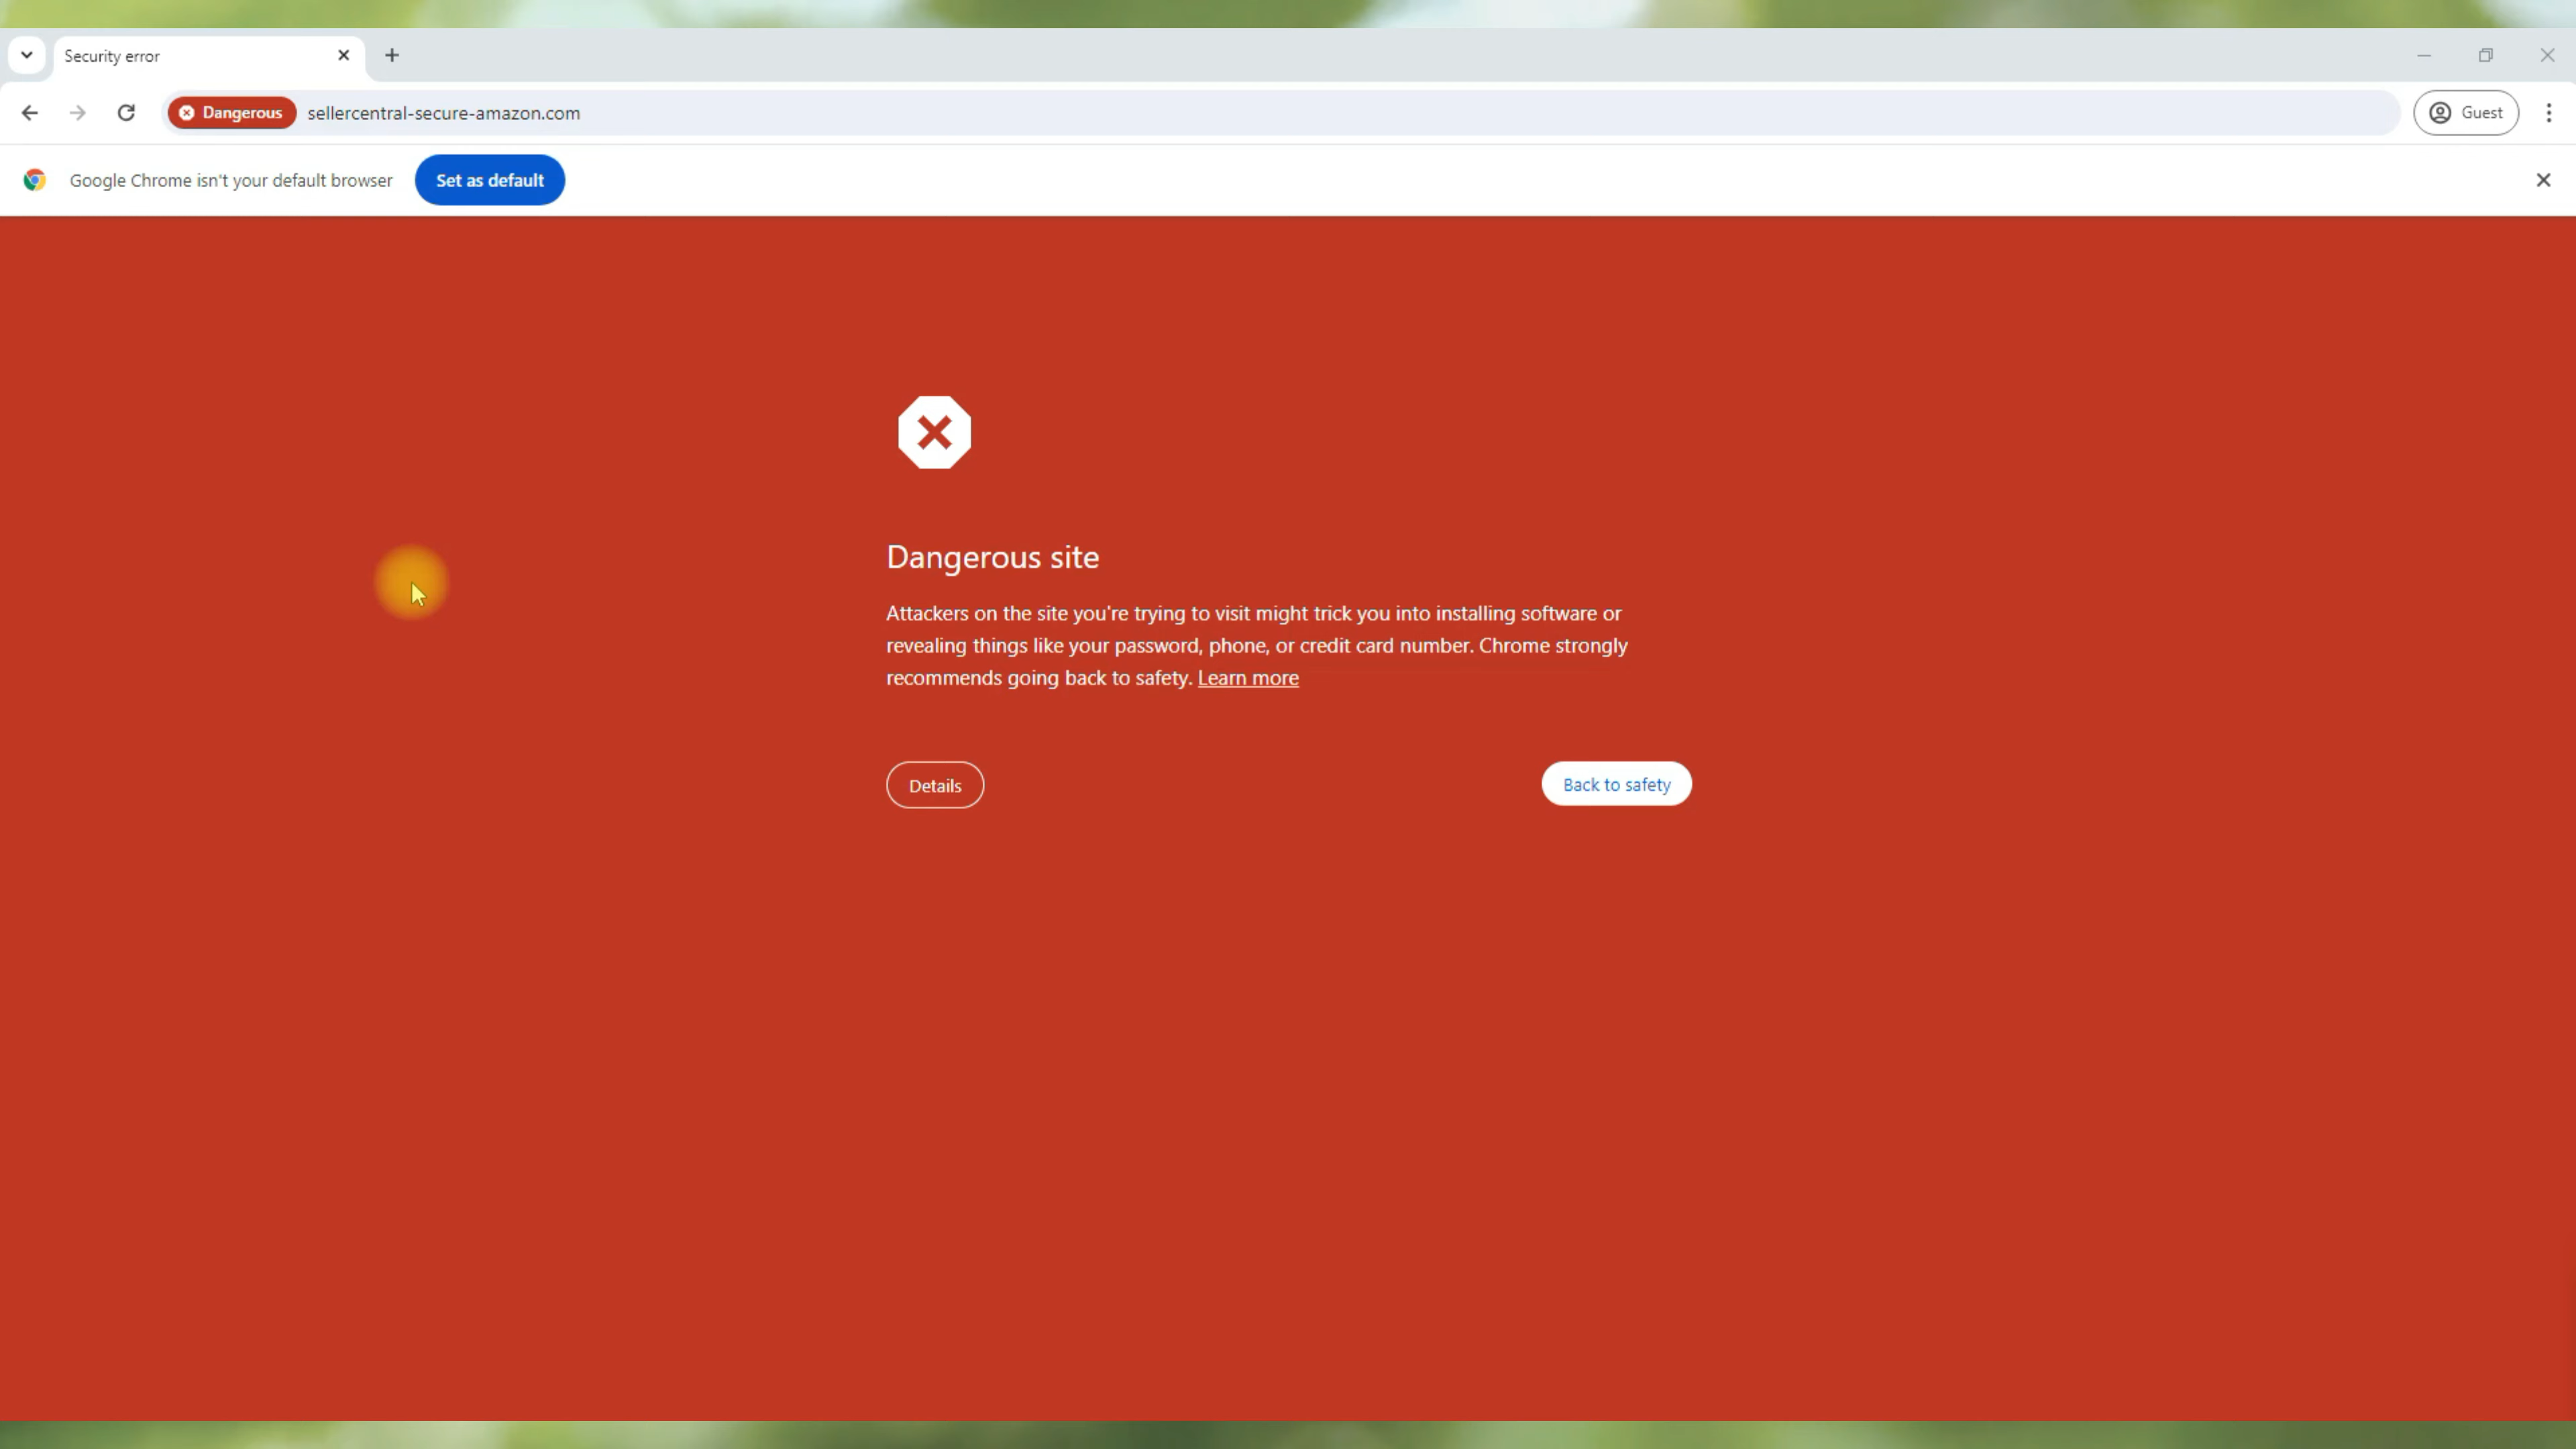 Security error
Dangerous
sellercentral-secure-amazon.com
Guest
Google Chrome isn't your default browser
Set as default
Dangerous site
Attackers on the site you're trying to visit might trick you into installing software or
revealing things like your password, phone, or credit card number. Chrome strongly
recommends going back to safety. Learn more
Details
Back to safety